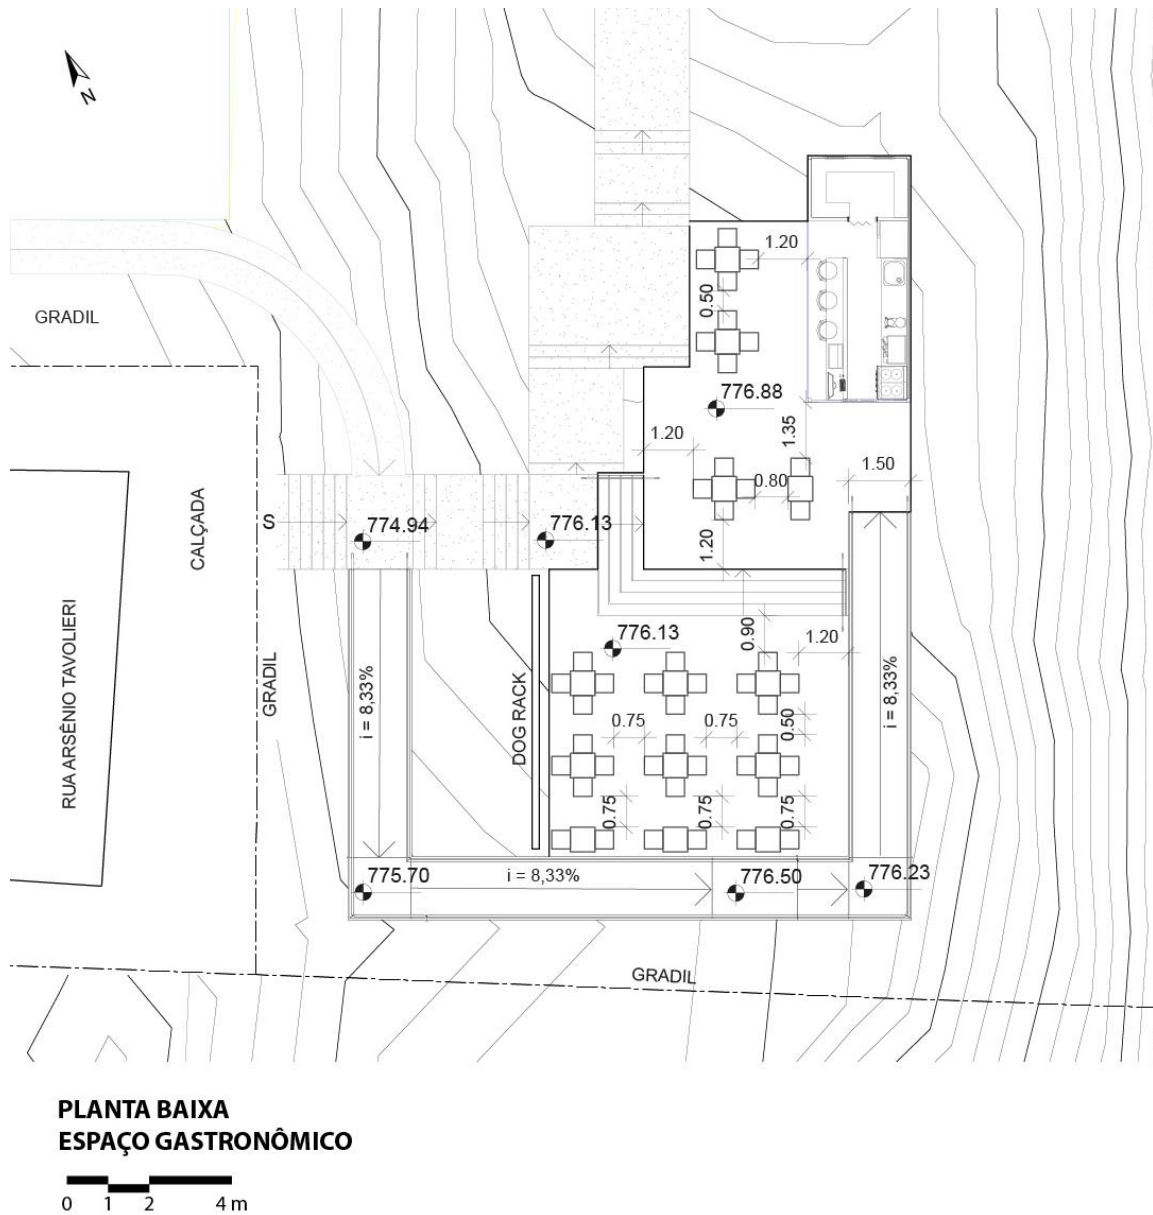 N
GRADIL
1.20
0.50
776.88
1.20
1.35
1.50
0.80
CALÇADA
S
774.94
776.13
1.20
RUA ARSÊNIO TAVOLIERI
GRADIL
i = 8,33%
DOG RACK
776.13
0.90
1.20
i = 8,33%
0.75
0.75
0.50
0.75
0.75
0.75
775.70
i = 8,33%
776.50
776.23
GRADIL
PLANTA BAIXA
ESPAÇO GASTRONÔMICO
0 1 2 4 m